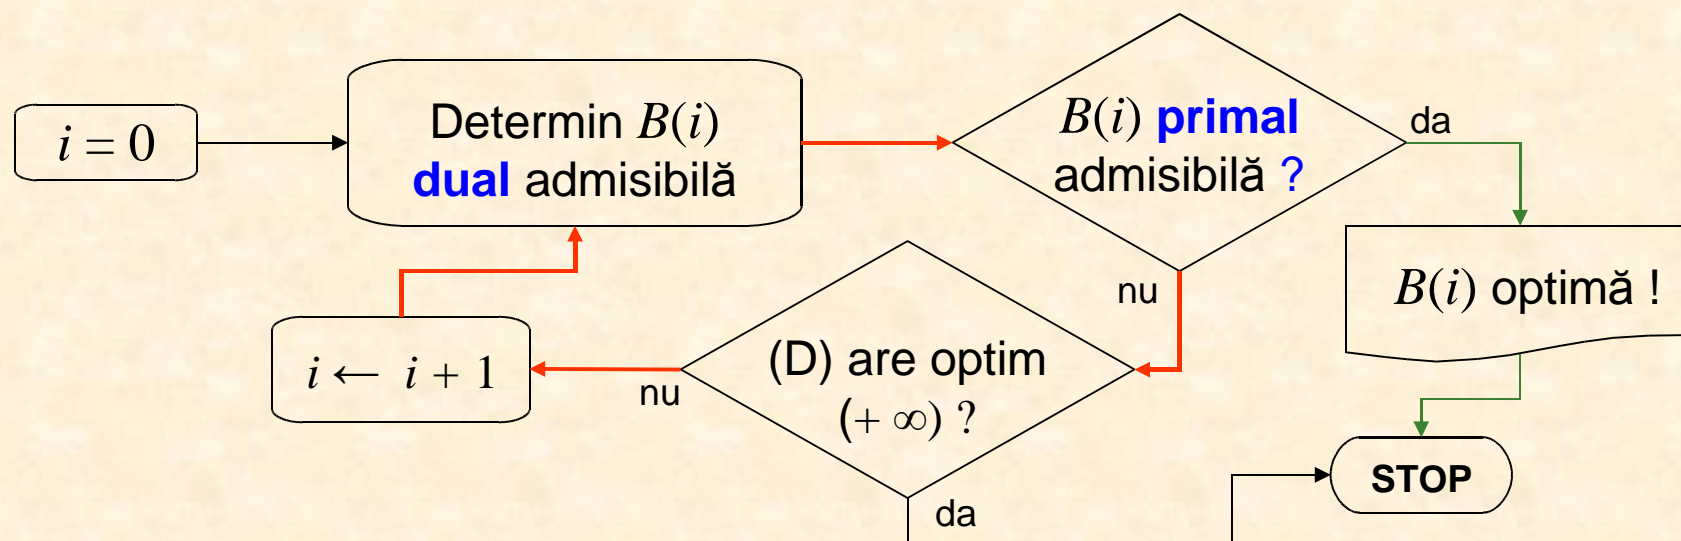 i = 0
Determin B(i)
dual admisibilă
B(i) primal
admisibilă ?
da
nu
B(i) optimă !
(D) are optim
(+ ∞) ?
nu
i ← i + 1
STOP
da